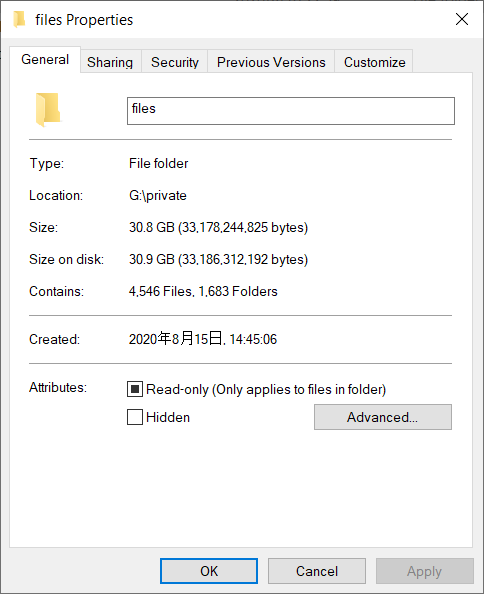 files Properties
General Sharing Security Previous Versions Customize
files
Type: File folder
Location: G:\private
Size: 30.8 GB (33,178,244,825 bytes)
Size on disk: 30.9 GB (33,186,312,192 bytes)
Contains: 4,546 Files, 1,683 Folders
Created: 2020年8月15日, 14:45:06
Attributes: Read-only (Only applies to files in folder)
Hidden Advanced...
OK Cancel Apply